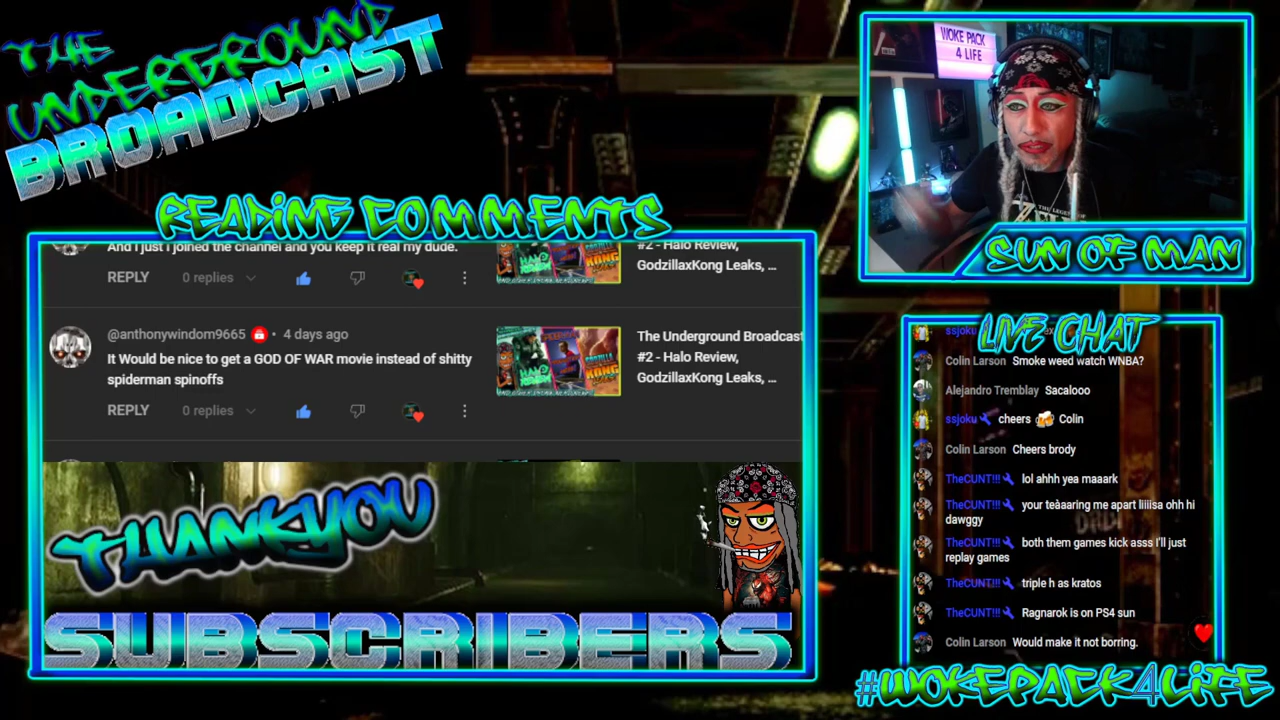 THE
UNDERGROUND
BROADCAST
READING COMMENTS
And I just I joined the channel and you keep it real my dude.
REPLY 0 replies
#2 - Halo Review,
GodzillaxKong Leaks, ...
@anthonywindom9665 • 4 days ago
It Would be nice to get a GOD OF WAR movie instead of shitty
spiderman spinoffs
REPLY 0 replies
The Underground Broadcast
#2 - Halo Review,
GodzillaxKong Leaks, ...
THANKYOU
SUBSCRIBERS
WOKE PACK
4 LIFE
THE LEGEND OF
SUN OF MAN
LIVE CHAT
ssjoku
Colin Larson Smoke weed watch WNBA?
Alejandro Tremblay Sacalooo
ssjoku cheers 🍻 Colin
Colin Larson Cheers brody
TheCUNT!!! lol ahhh yea maaark
TheCUNT!!! your teàaaring me apart liiiisa ohh hi
dawggy
TheCUNT!!! both them games kick asss I'll just
replay games
TheCUNT!!! triple h as kratos
TheCUNT!!! Ragnarok is on PS4 sun
Colin Larson Would make it not borring.
#WOKEPACK4LIFE